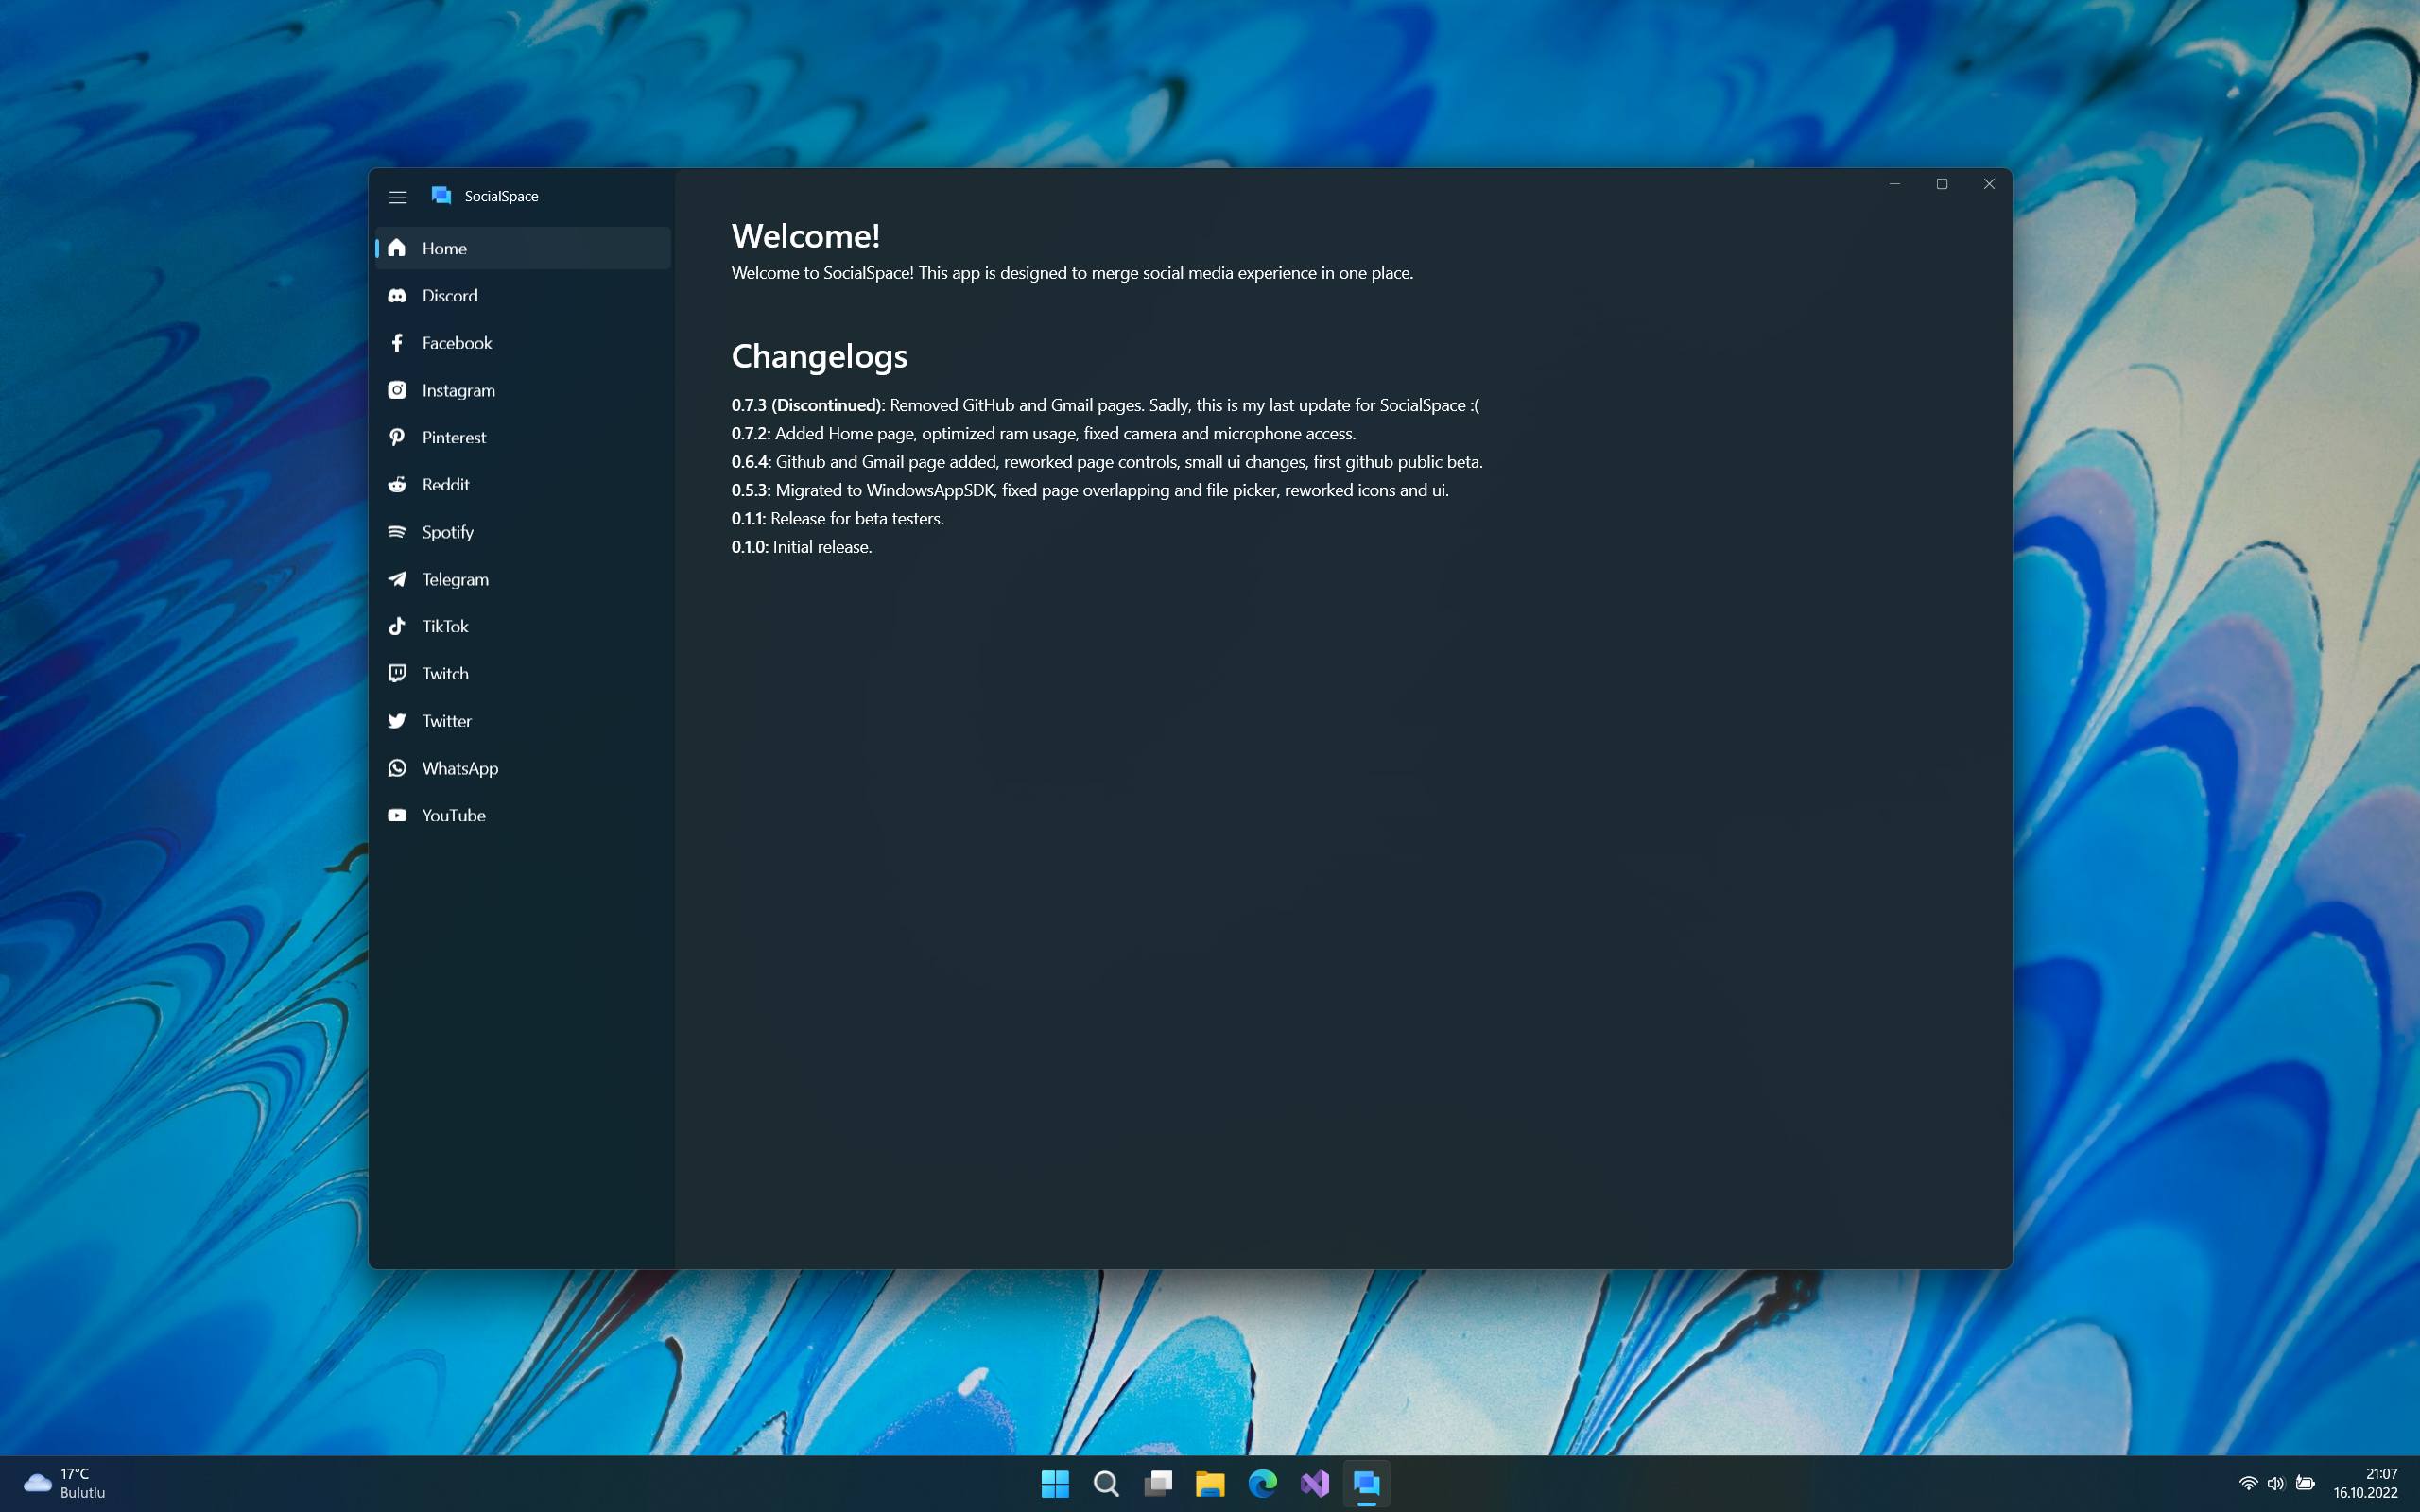 SocialSpace
Home
Discord
Facebook
Instagram
Pinterest
Reddit
Spotify
Telegram
TikTok
Twitch
Twitter
WhatsApp
YouTube
Welcome!
Welcome to SocialSpace! This app is designed to merge social media experience in one place.
Changelogs
0.7.3 (Discontinued): Removed GitHub and Gmail pages. Sadly, this is my last update for SocialSpace :(
0.7.2: Added Home page, optimized ram usage, fixed camera and microphone access.
0.6.4: Github and Gmail page added, reworked page controls, small ui changes, first github public beta.
0.5.3: Migrated to WindowsAppSDK, fixed page overlapping and file picker, reworked icons and ui.
0.1.1: Release for beta testers.
0.1.0: Initial release.
17°C
Bulutlu
21:07
16.10.2022